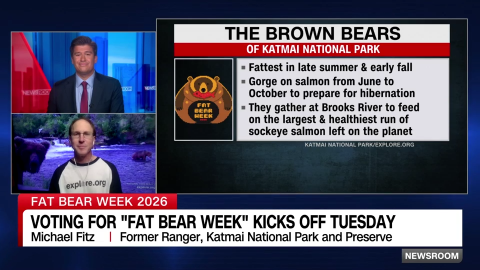 THE BROWN BEARS
OF KATMAI NATIONAL PARK
Fattest in late summer & early fall
Gorge on salmon from June to
October to prepare for hibernation
They gather at Brooks River to feed
on the largest & healthiest run of
sockeye salmon left on the planet
FAT
BEAR
WEEK
KATMAI NATIONAL PARK/EXPLORE.ORG
explore.org
FAT BEAR WEEK 2026
VOTING FOR "FAT BEAR WEEK" KICKS OFF TUESDAY
Michael Fitz | Former Ranger, Katmai National Park and Preserve
NEWSROOM